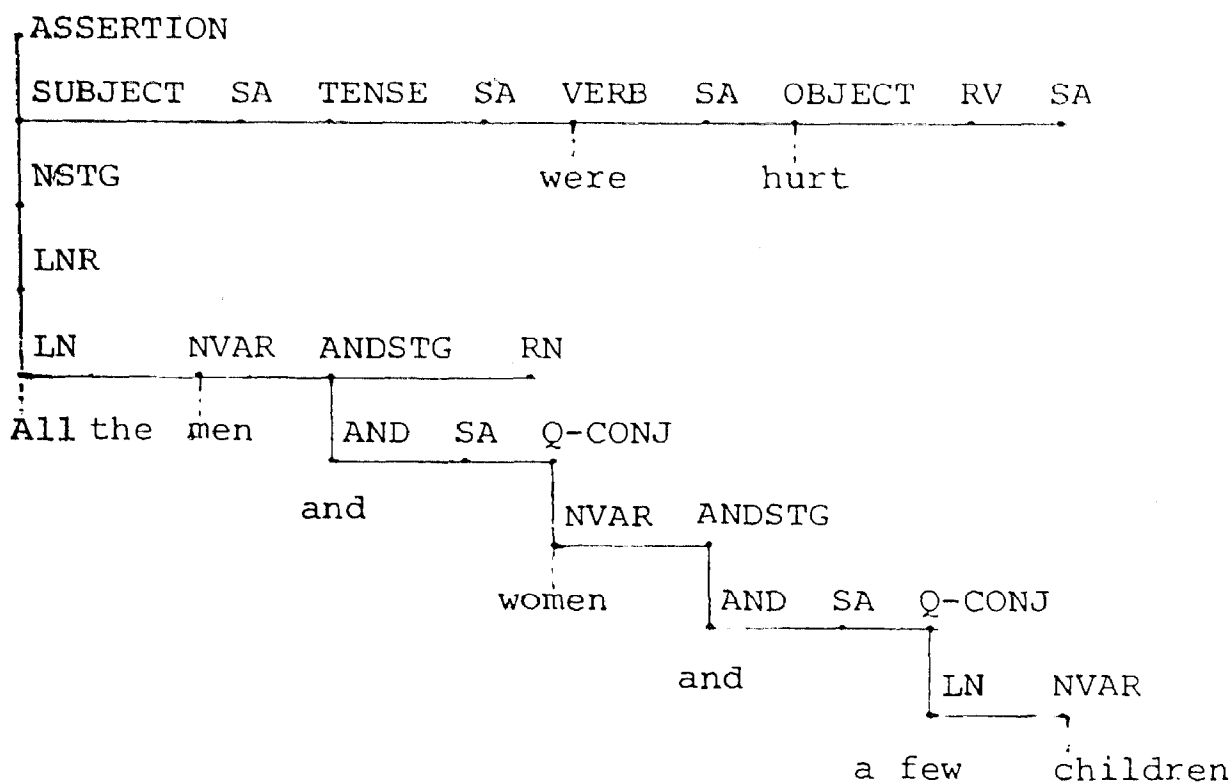 ASSERTION
SUBJECT SA TENSE SA VERB SA OBJECT RV SA
were hurt
NSTG
LNR
LN NVAR ANDSTG RN
All the men
AND SA Q-CONJ
and
NVAR ANDSTG
women
AND SA Q-CONJ
and
LN NVAR
a few children